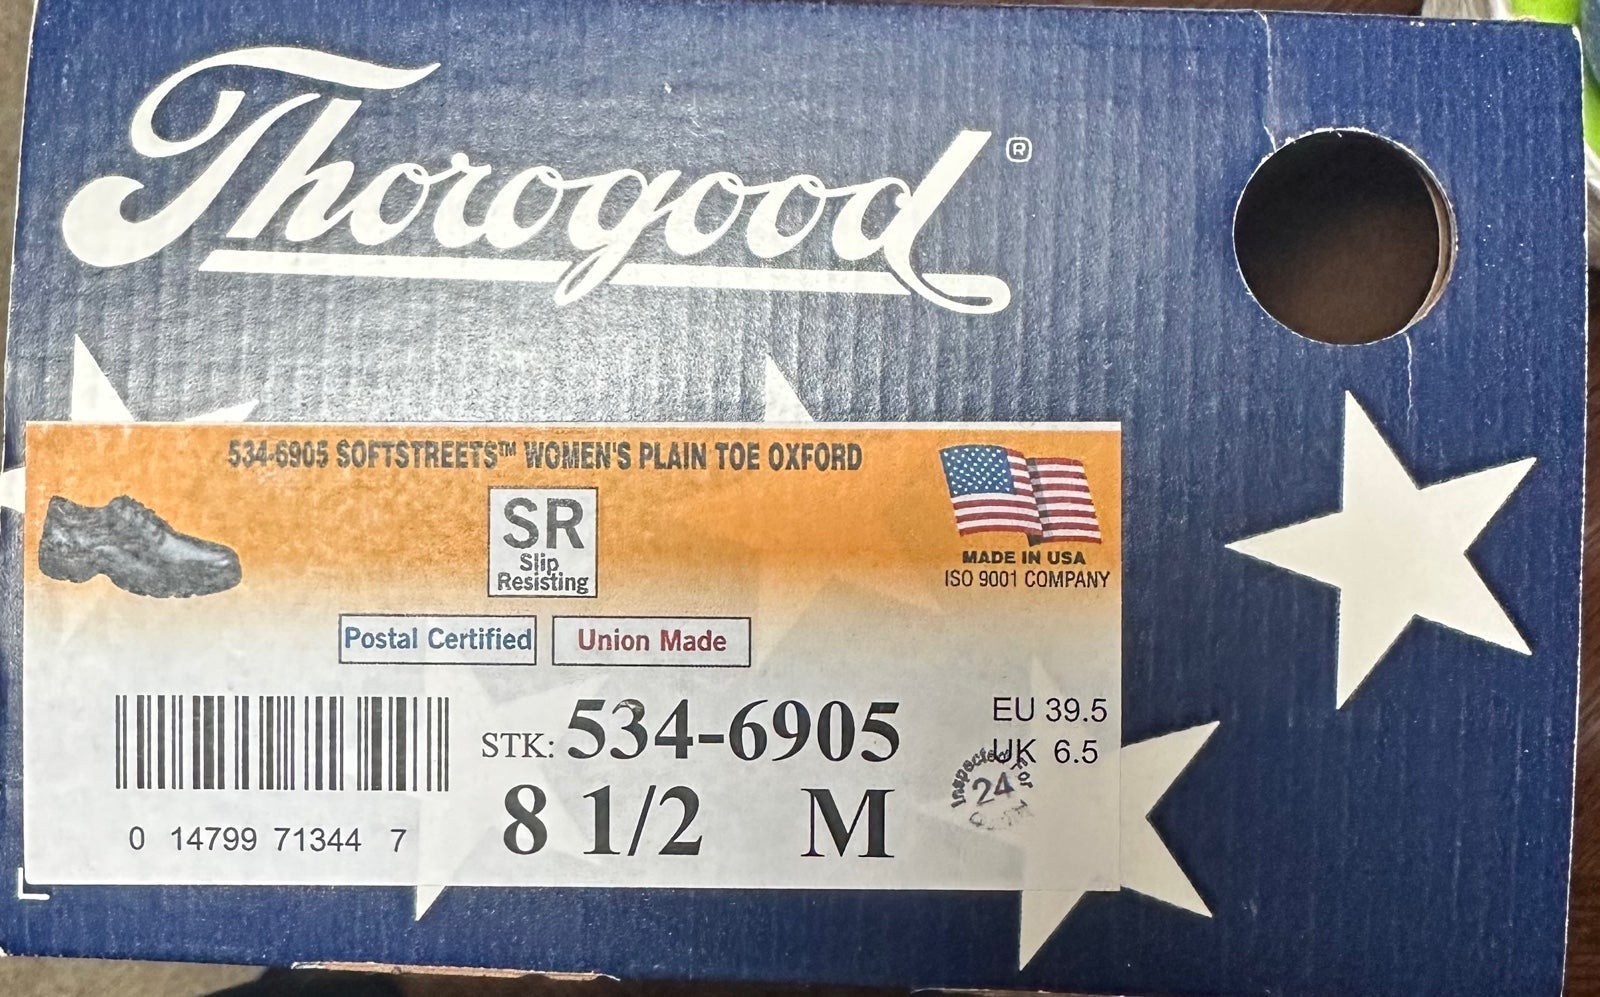 Thorogood®
534-6905 SOFTSTREETS™ WOMEN'S PLAIN TOE OXFORD
SR
Slip
Resisting
MADE IN USA
ISO 9001 COMPANY
Postal Certified
Union Made
STK: 534-6905
EU 39.5
UK 6.5
8 1/2 M
Inspected
24
0 14799 71344 7